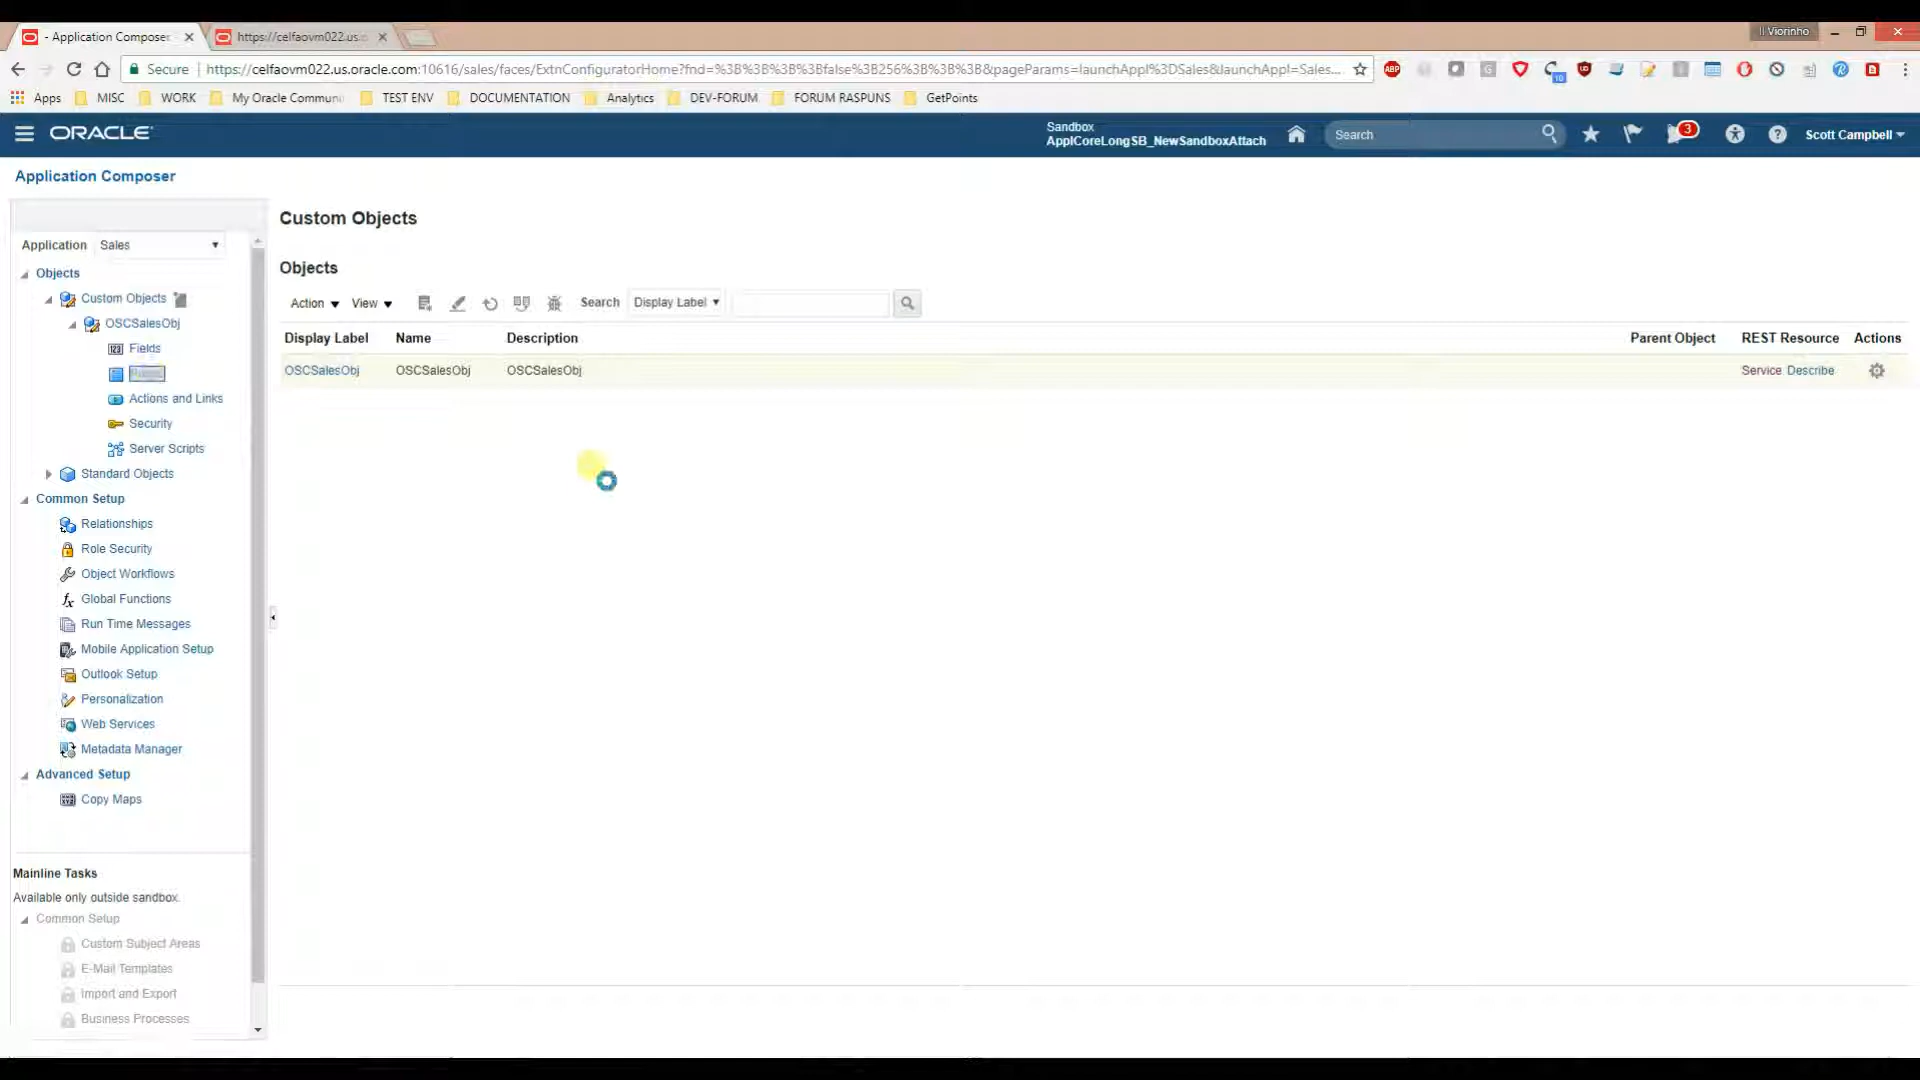 - Application Composer
https://celfaovm022.us.o
Il Viorinho
Secure https://celfaovm022.us.oracle.com:10616/sales/faces/ExtnConfiguratorHome?fnd=%3B%3B%3B%3Bfalse%3B256%3B%3B%3B&pageParams=launchAppl%3DSales&launchAppl=Sales...
ABP
10
Apps MISC WORK My Oracle Commun TEST ENV DOCUMENTATION Analytics DEV-FORUM FORUM RASPUNS GetPoints
ORACLE
Sandbox
ApplCoreLongSB_NewSandboxAttach
Search
3
Scott Campbell
Application Composer
Application Sales
Objects
Custom Objects
OSCSalesObj
Fields
Actions and Links
Security
Server Scripts
Standard Objects
Common Setup
Relationships
Role Security
Object Workflows
Global Functions
Run Time Messages
Mobile Application Setup
Outlook Setup
Personalization
Web Services
Metadata Manager
Advanced Setup
Copy Maps
Mainline Tasks
Available only outside sandbox.
Common Setup
Custom Subject Areas
E-Mail Templates
Import and Export
Business Processes
Custom Objects
Objects
Action View Search Display Label
Display Label Name Description Parent Object REST Resource Actions
OSCSalesObj OSCSalesObj OSCSalesObj Service Describe